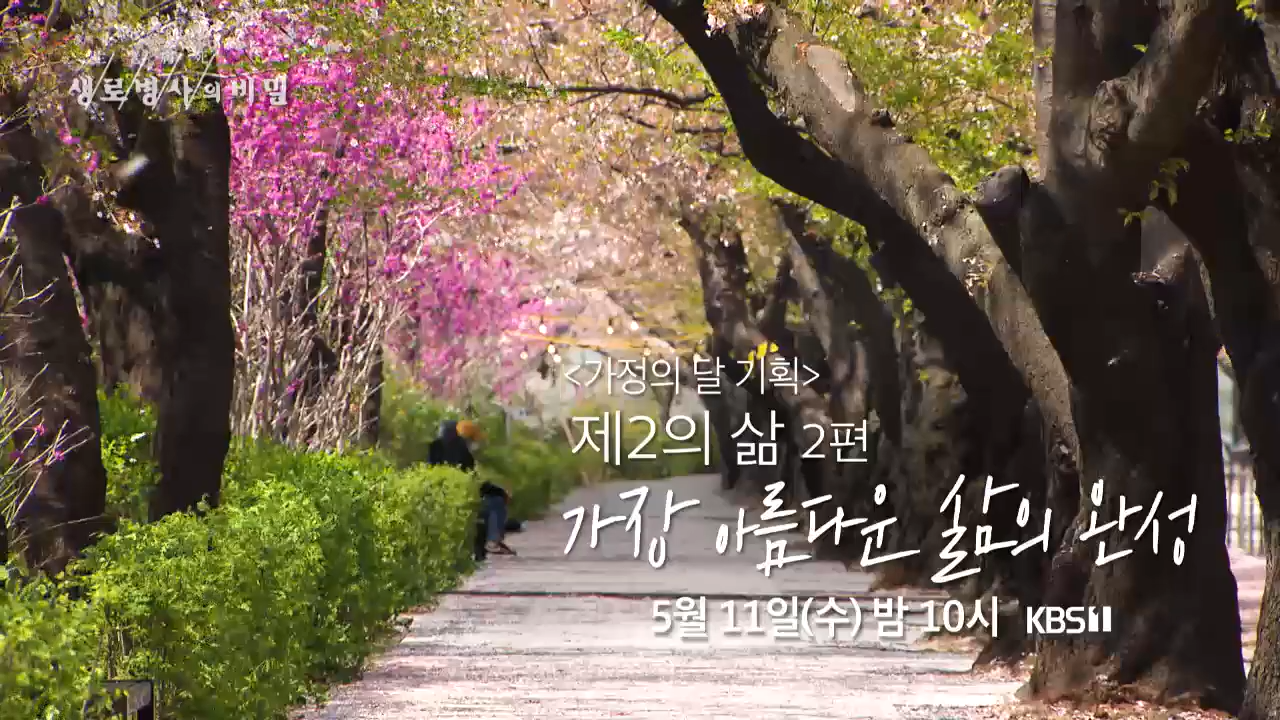 생로병사의 비밀
<가정의 달 기획>
제2의 삶 2편
가장 아름다운 삶의 완성
5월 11일(수) 밤 10시 KBS1